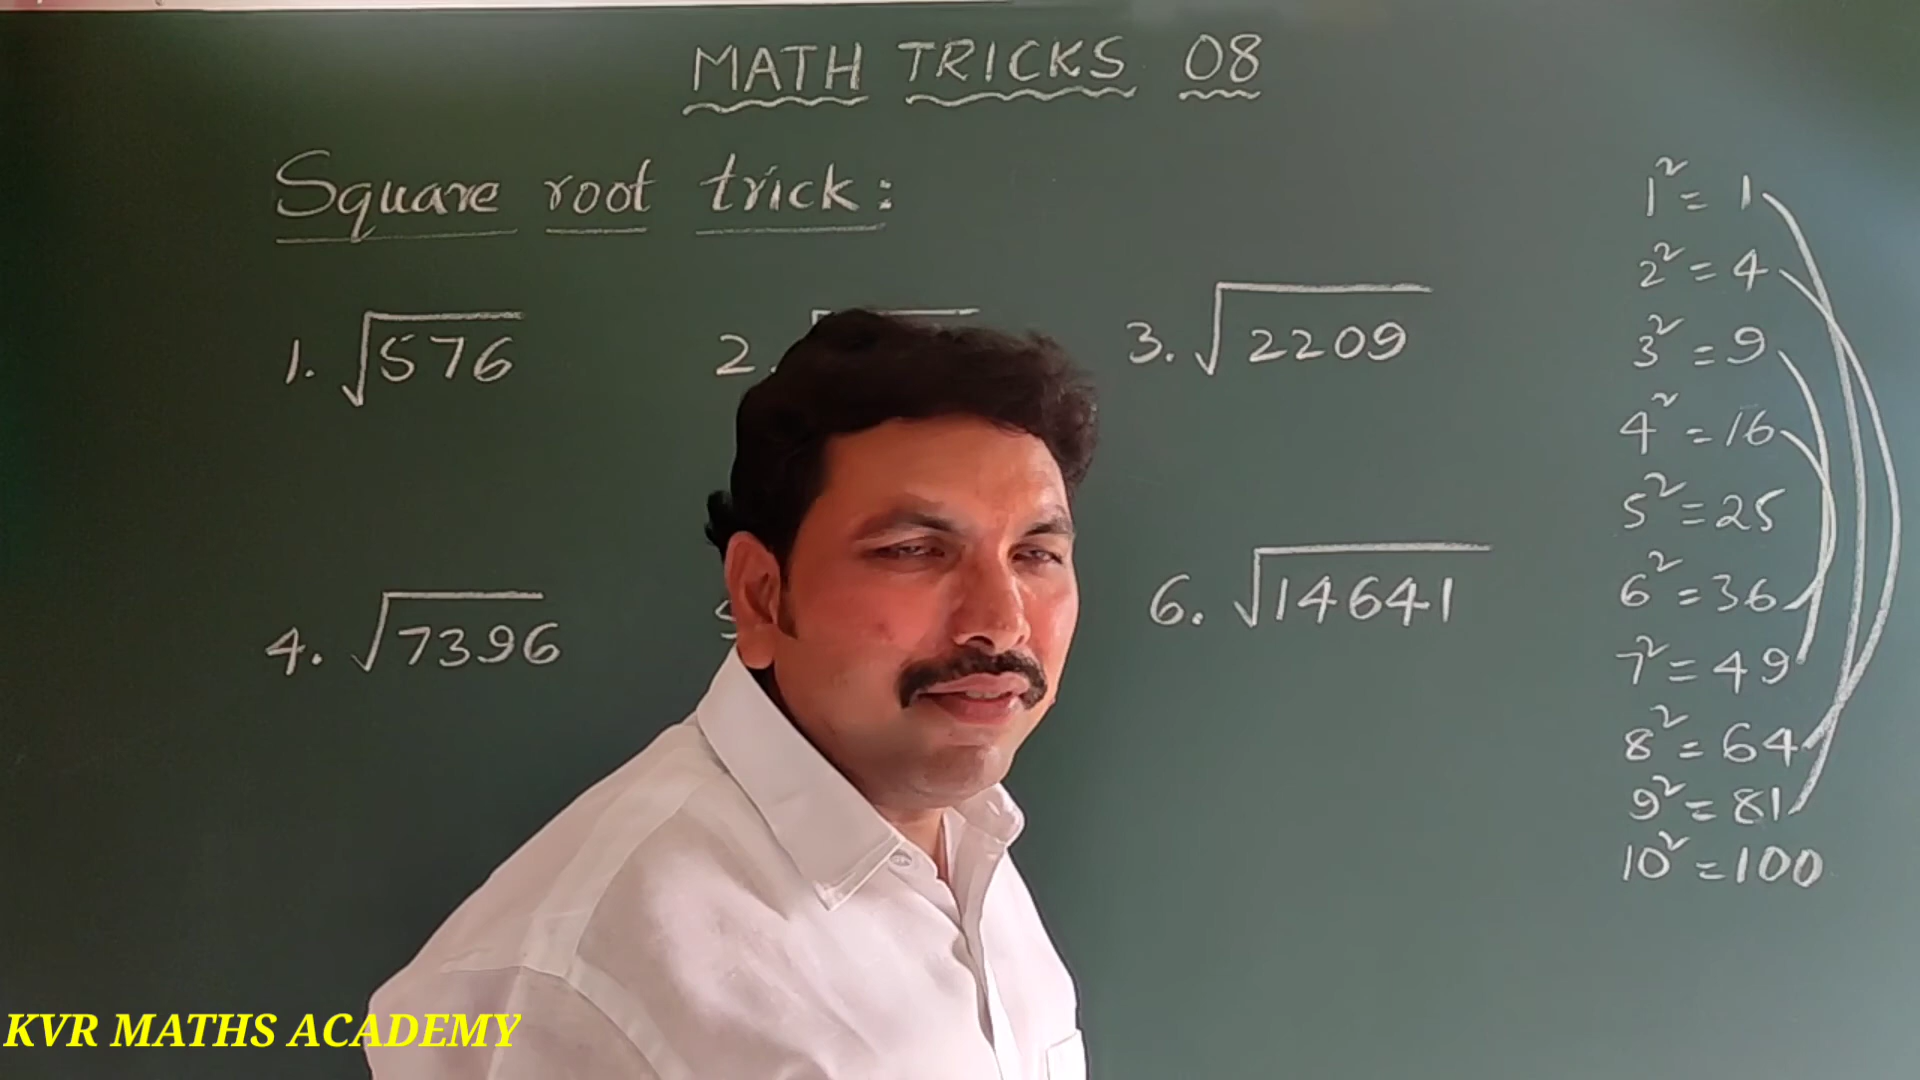 MATH TRICKS 08
Square root trick:
1. √576
2.
3. √2209
4. √7396
6. √14641
1² = 1
2² = 4
3² = 9
4² = 16
5² = 25
6² = 36
7² = 49
8² = 64
9² = 81
10² = 100
KVR MATHS ACADEMY